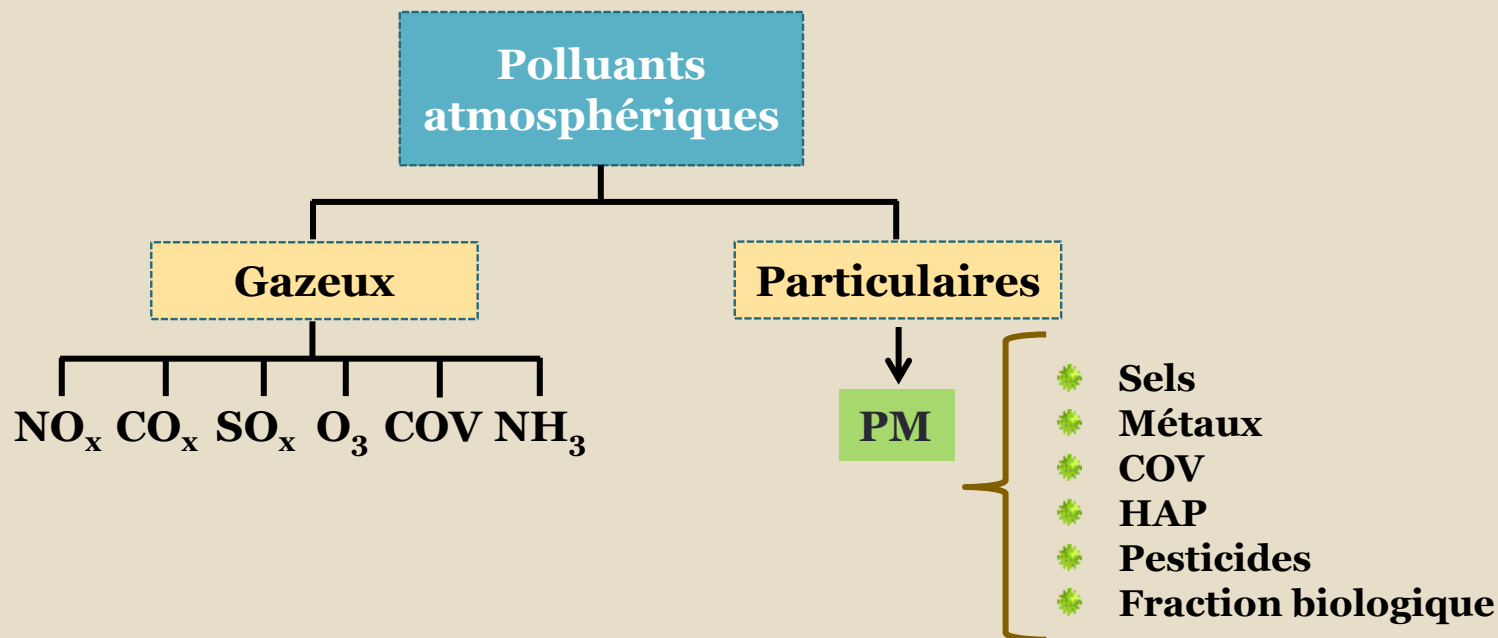 Polluants
atmosphériques
Gazeux
Particulaires
NOₓ COₓ SOₓ O₃ COV NH₃
PM
Sels
Métaux
COV
HAP
Pesticides
Fraction biologique